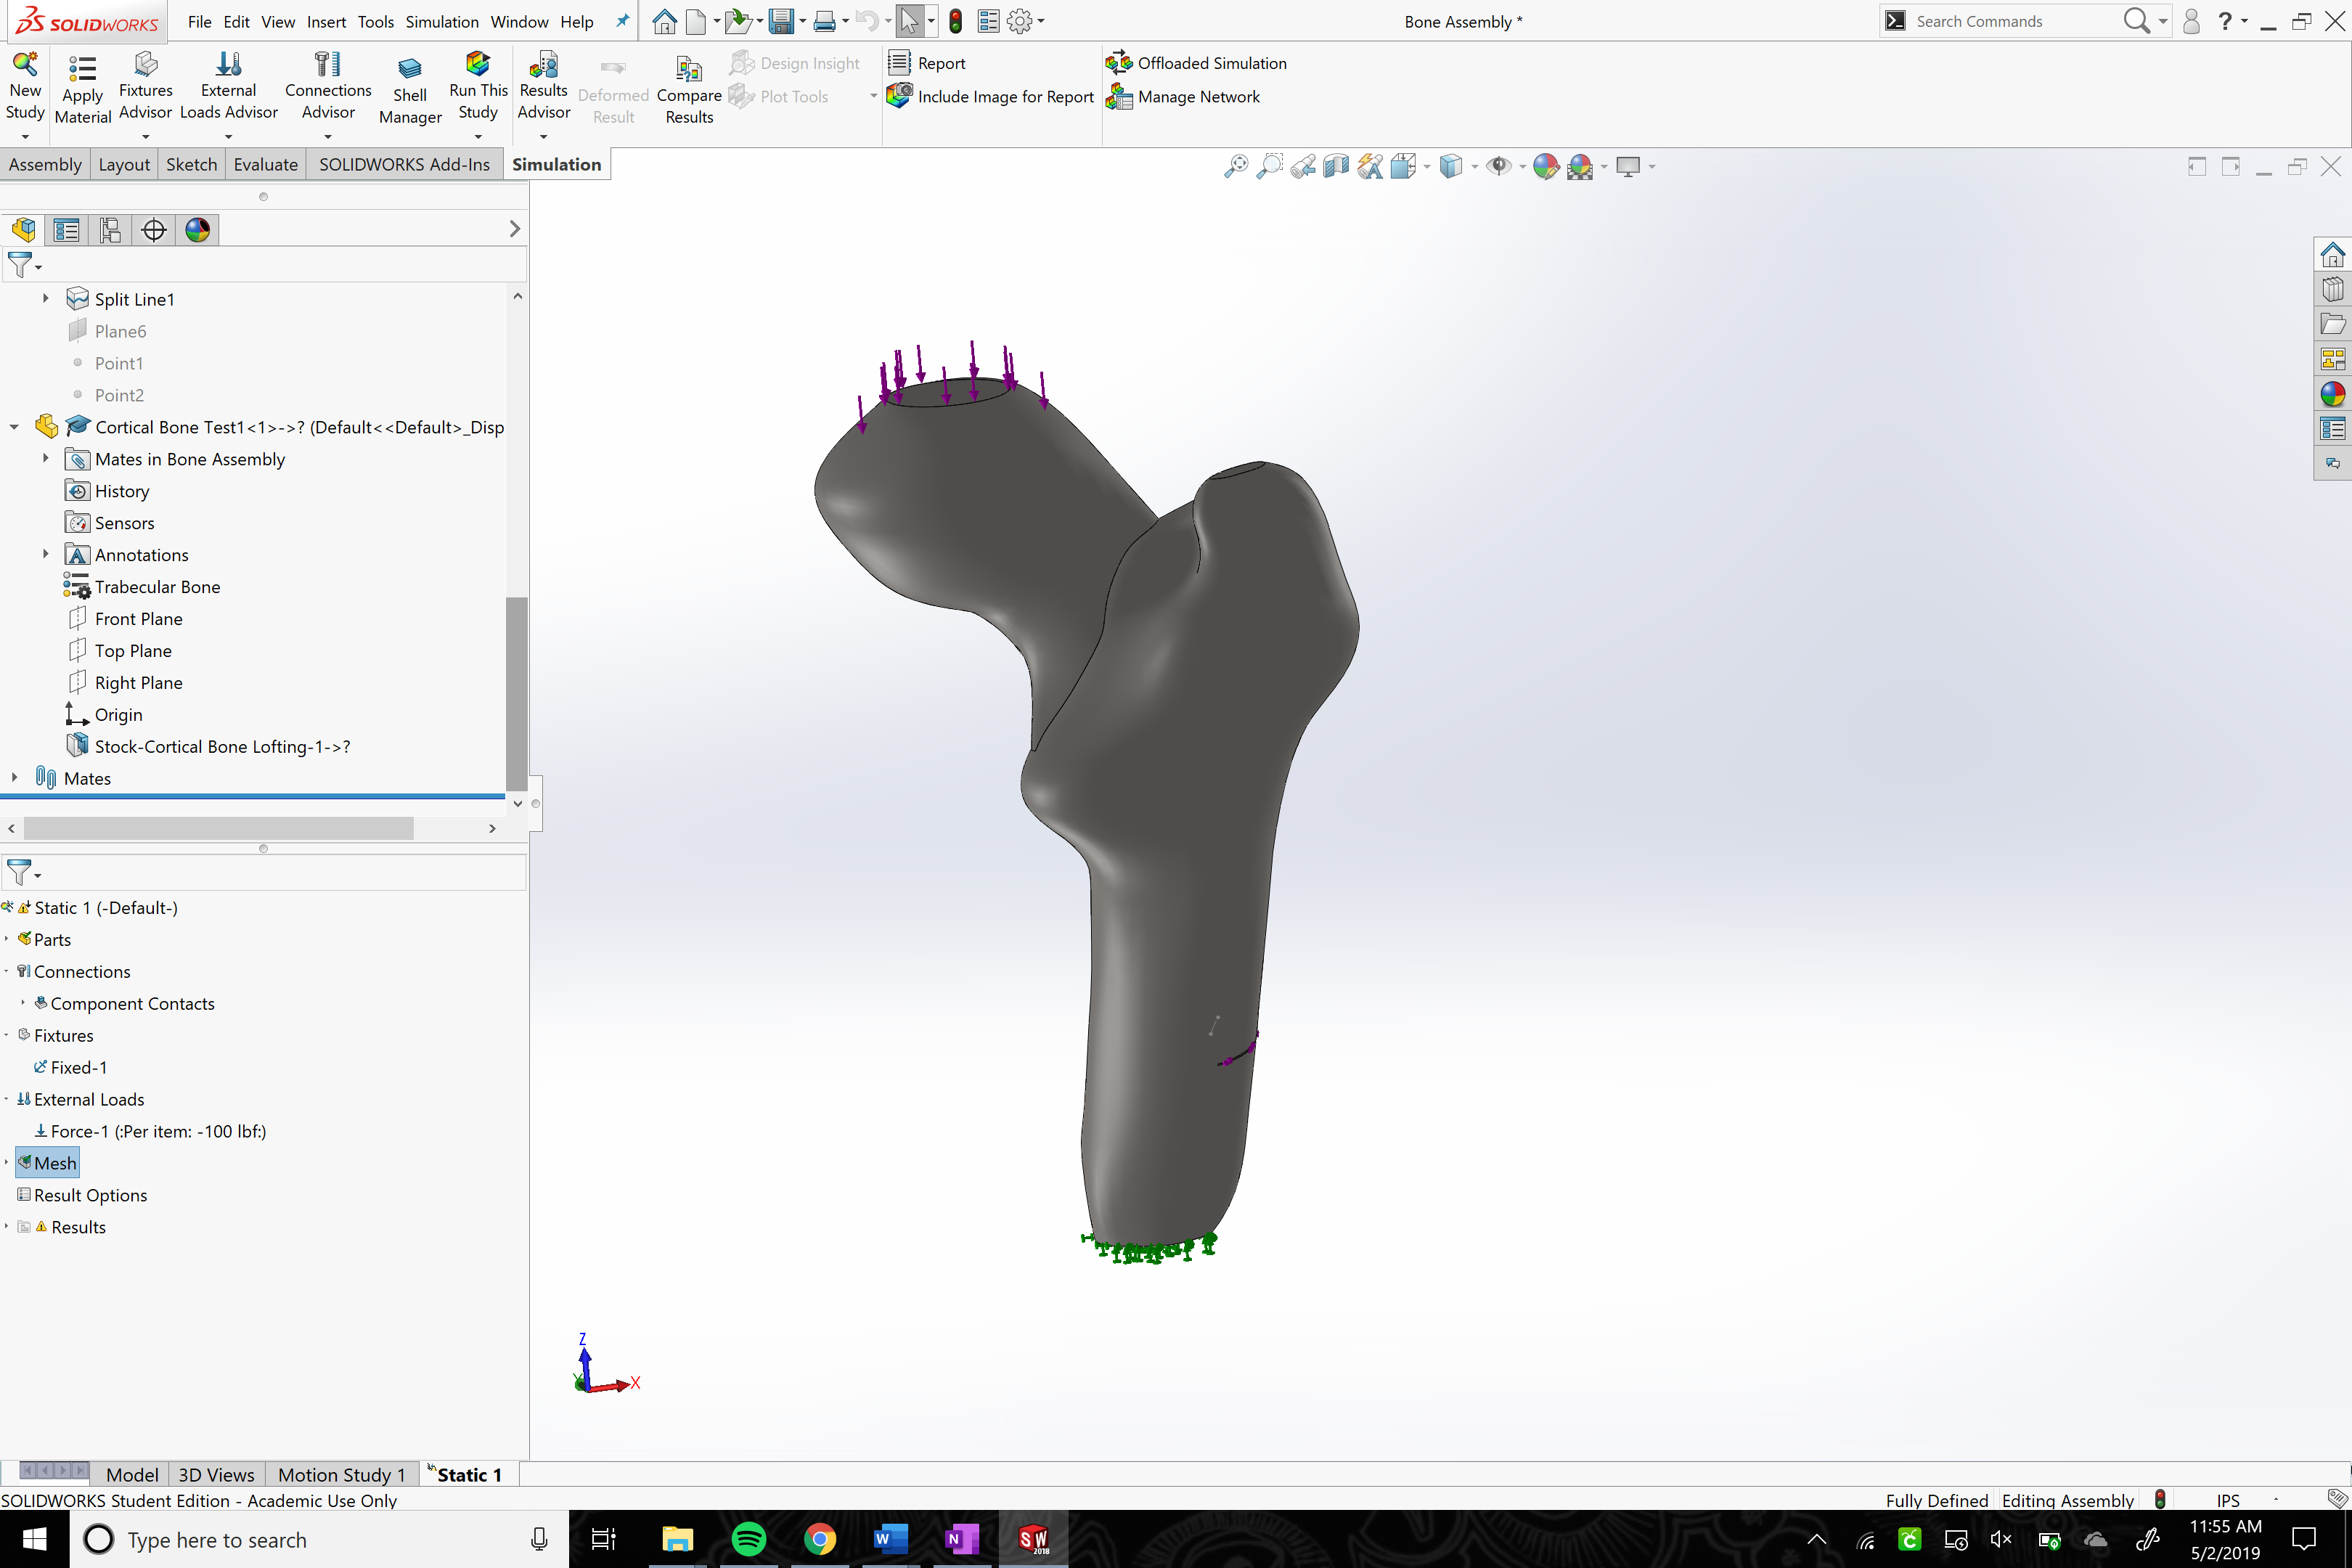 SOLIDWORKS File Edit View Insert Tools Simulation Window Help Bone Assembly * Search Commands ?
New Study
Apply Material
Fixtures Advisor
External Loads Advisor
Connections Advisor
Shell Manager
Run This Study
Results Advisor
Deformed Result
Compare Results
Design Insight
Plot Tools
Report
Include Image for Report
Offloaded Simulation
Manage Network
Assembly Layout Sketch Evaluate SOLIDWORKS Add-Ins Simulation
Split Line1
Plane6
Point1
Point2
Cortical Bone Test1<1>->? (Default<<Default>_Disp
Mates in Bone Assembly
History
Sensors
Annotations
Trabecular Bone
Front Plane
Top Plane
Right Plane
Origin
Stock-Cortical Bone Lofting-1->?
Mates
Static 1 (-Default-)
Parts
Connections
Component Contacts
Fixtures
Fixed-1
External Loads
Force-1 (:Per item: -100 lbf:)
Mesh
Result Options
Results
Z
X
Y
Model 3D Views Motion Study 1 Static 1
SOLIDWORKS Student Edition - Academic Use Only Fully Defined Editing Assembly IPS
Type here to search
W
N
SW
2018
11:55 AM
5/2/2019